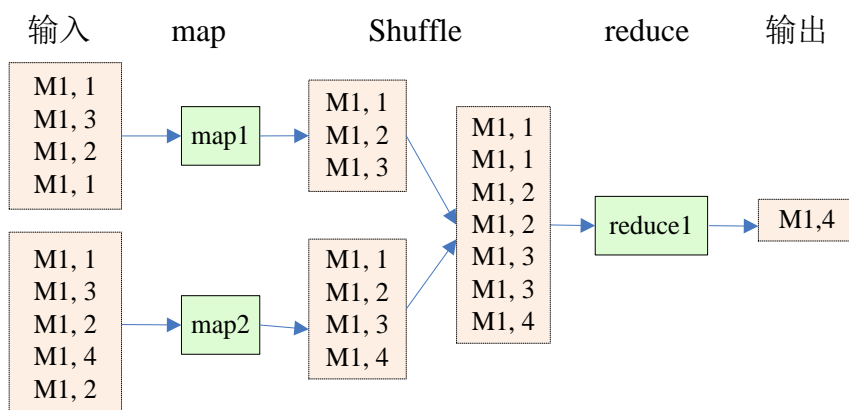 输入 map Shuffle reduce 输出
M1, 1
M1, 3
M1, 2
M1, 1
map1
M1, 1
M1, 2
M1, 3
M1, 1
M1, 3
M1, 2
M1, 4
M1, 2
map2
M1, 1
M1, 2
M1, 3
M1, 4
M1, 1
M1, 1
M1, 2
M1, 2
M1, 3
M1, 3
M1, 4
reduce1
M1,4